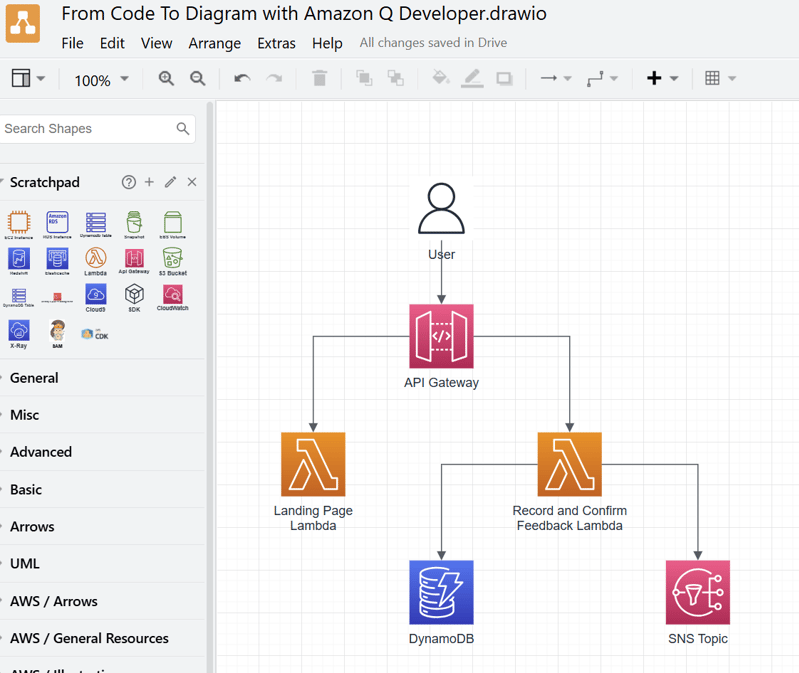 From Code To Diagram with Amazon Q Developer.drawio
File Edit View Arrange Extras Help All changes saved in Drive
100%
Search Shapes
Scratchpad
Amazon
RDS
EC2 Instance RDS Instance DynamoDB Table Snapshot EBS Volume
Redshift Elasticache Lambda Api Gateway S3 Bucket
DynamoDB Table Cloud9 SDK CloudWatch
X-Ray SAM CDK
General
Misc
Advanced
Basic
Arrows
UML
AWS / Arrows
AWS / General Resources
User
API Gateway
Landing Page
Lambda
Record and Confirm
Feedback Lambda
DynamoDB
SNS Topic